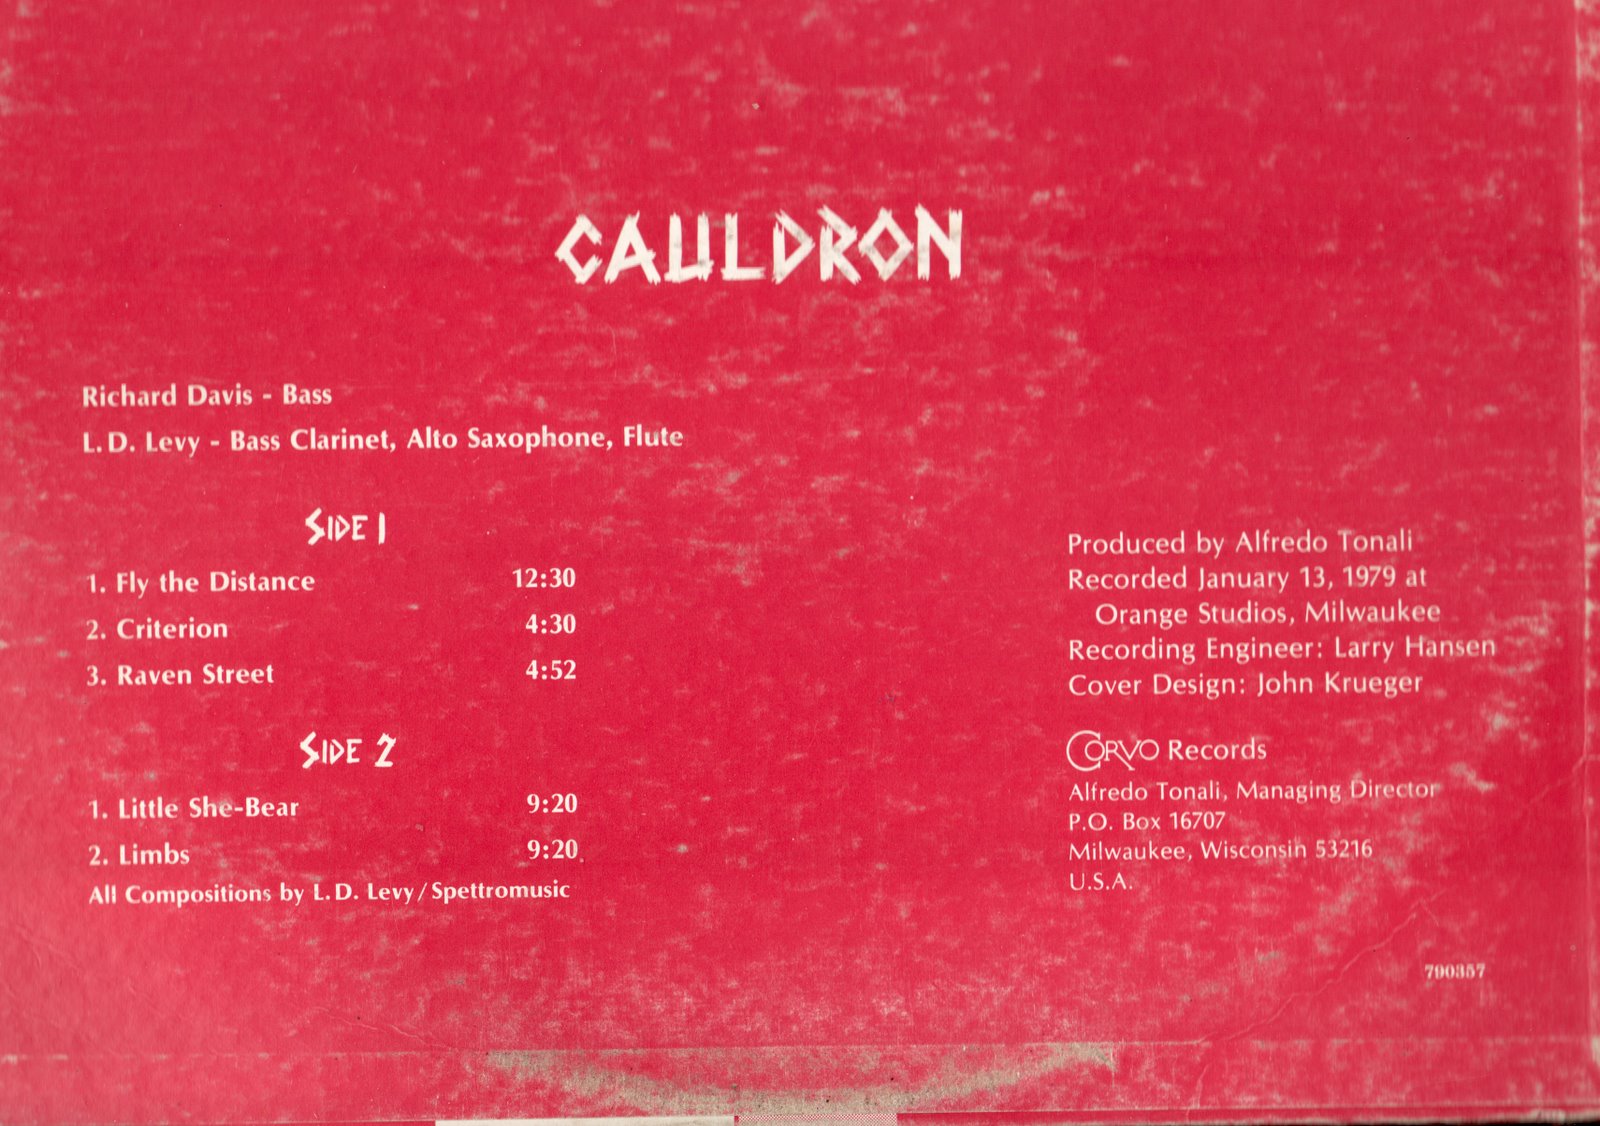 CAULDRON
Richard Davis - Bass
L.D. Levy - Bass Clarinet, Alto Saxophone, Flute
SIDE 1
1. Fly the Distance 12:30
2. Criterion 4:30
3. Raven Street 4:52
SIDE 2
1. Little She-Bear 9:20
2. Limbs 9:20
All Compositions by L.D. Levy/Spettromusic
Produced by Alfredo Tonali
Recorded January 13, 1979 at
Orange Studios, Milwaukee
Recording Engineer: Larry Hansen
Cover Design: John Krueger
CORVO Records
Alfredo Tonali, Managing Director
P.O. Box 16707
Milwaukee, Wisconsin 53216
U.S.A.
790357